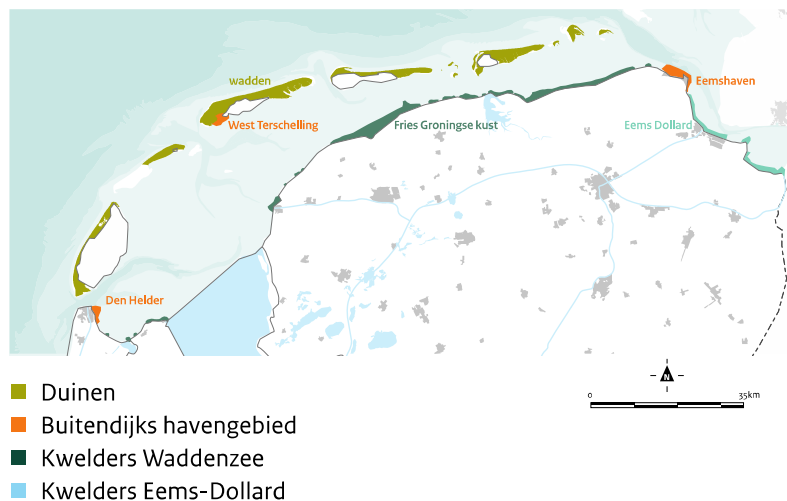 wadden
Eemshaven
West Terschelling
Fries Groningse kust
Eems Dollard
Den Helder
N
0 35km
Duinen
Buitendijks havengebied
Kwelders Waddenzee
Kwelders Eems-Dollard